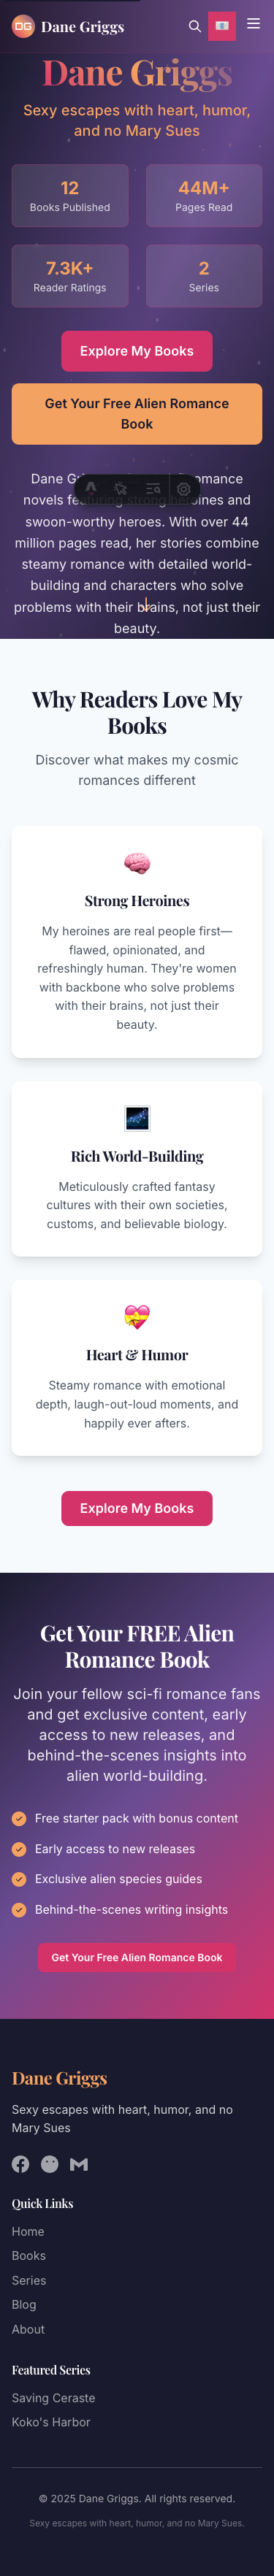 DG Dane Griggs
Dane Griggs
Sexy escapes with heart, humor,
and no Mary Sues
12
Books Published
44M+
Pages Read
7.3K+
Reader Ratings
2
Series
Explore My Books
Get Your Free Alien Romance
Book
Dane
Romance
novels
heroines and
swoon-worthy heroes. With over 44
million pages read, her stories combine
detailed world-building, cultural world-
building and characters who
problems with
not just their
beauty.
Why Readers Love My
Books
Discover what makes my cosmic
romances different
Strong Heroines
My heroines are real people first—
flawed, opinionated, and
refreshingly human. They're women
with backbone who solve problems
with their brains, not just their
beauty.
Rich World-Building
Meticulously crafted fantasy
cultures with their own societies,
customs, and believable biology.
Heart & Humor
Steamy romance with emotional
depth, laugh-out-loud moments, and
happily ever afters.
Explore My Books
Get Your FREE Alien
Romance Book
Join your fellow sci-fi romance fans
and get exclusive content, early
access to new releases, and
behind-the-scenes insights into
alien world-building.
Free starter pack with bonus content
Early access to new releases
Exclusive alien species guides
Behind-the-scenes writing insights
Get Your Free Alien Romance Book
Dane Griggs
Sexy escapes with heart, humor, and no
Mary Sues
Quick Links
Home
Books
Series
Blog
About
Featured Series
Saving Ceraste
Koko's Harbor
© 2025 Dane Griggs. All rights reserved.
Sexy escapes with heart, humor, and no Mary Sues.